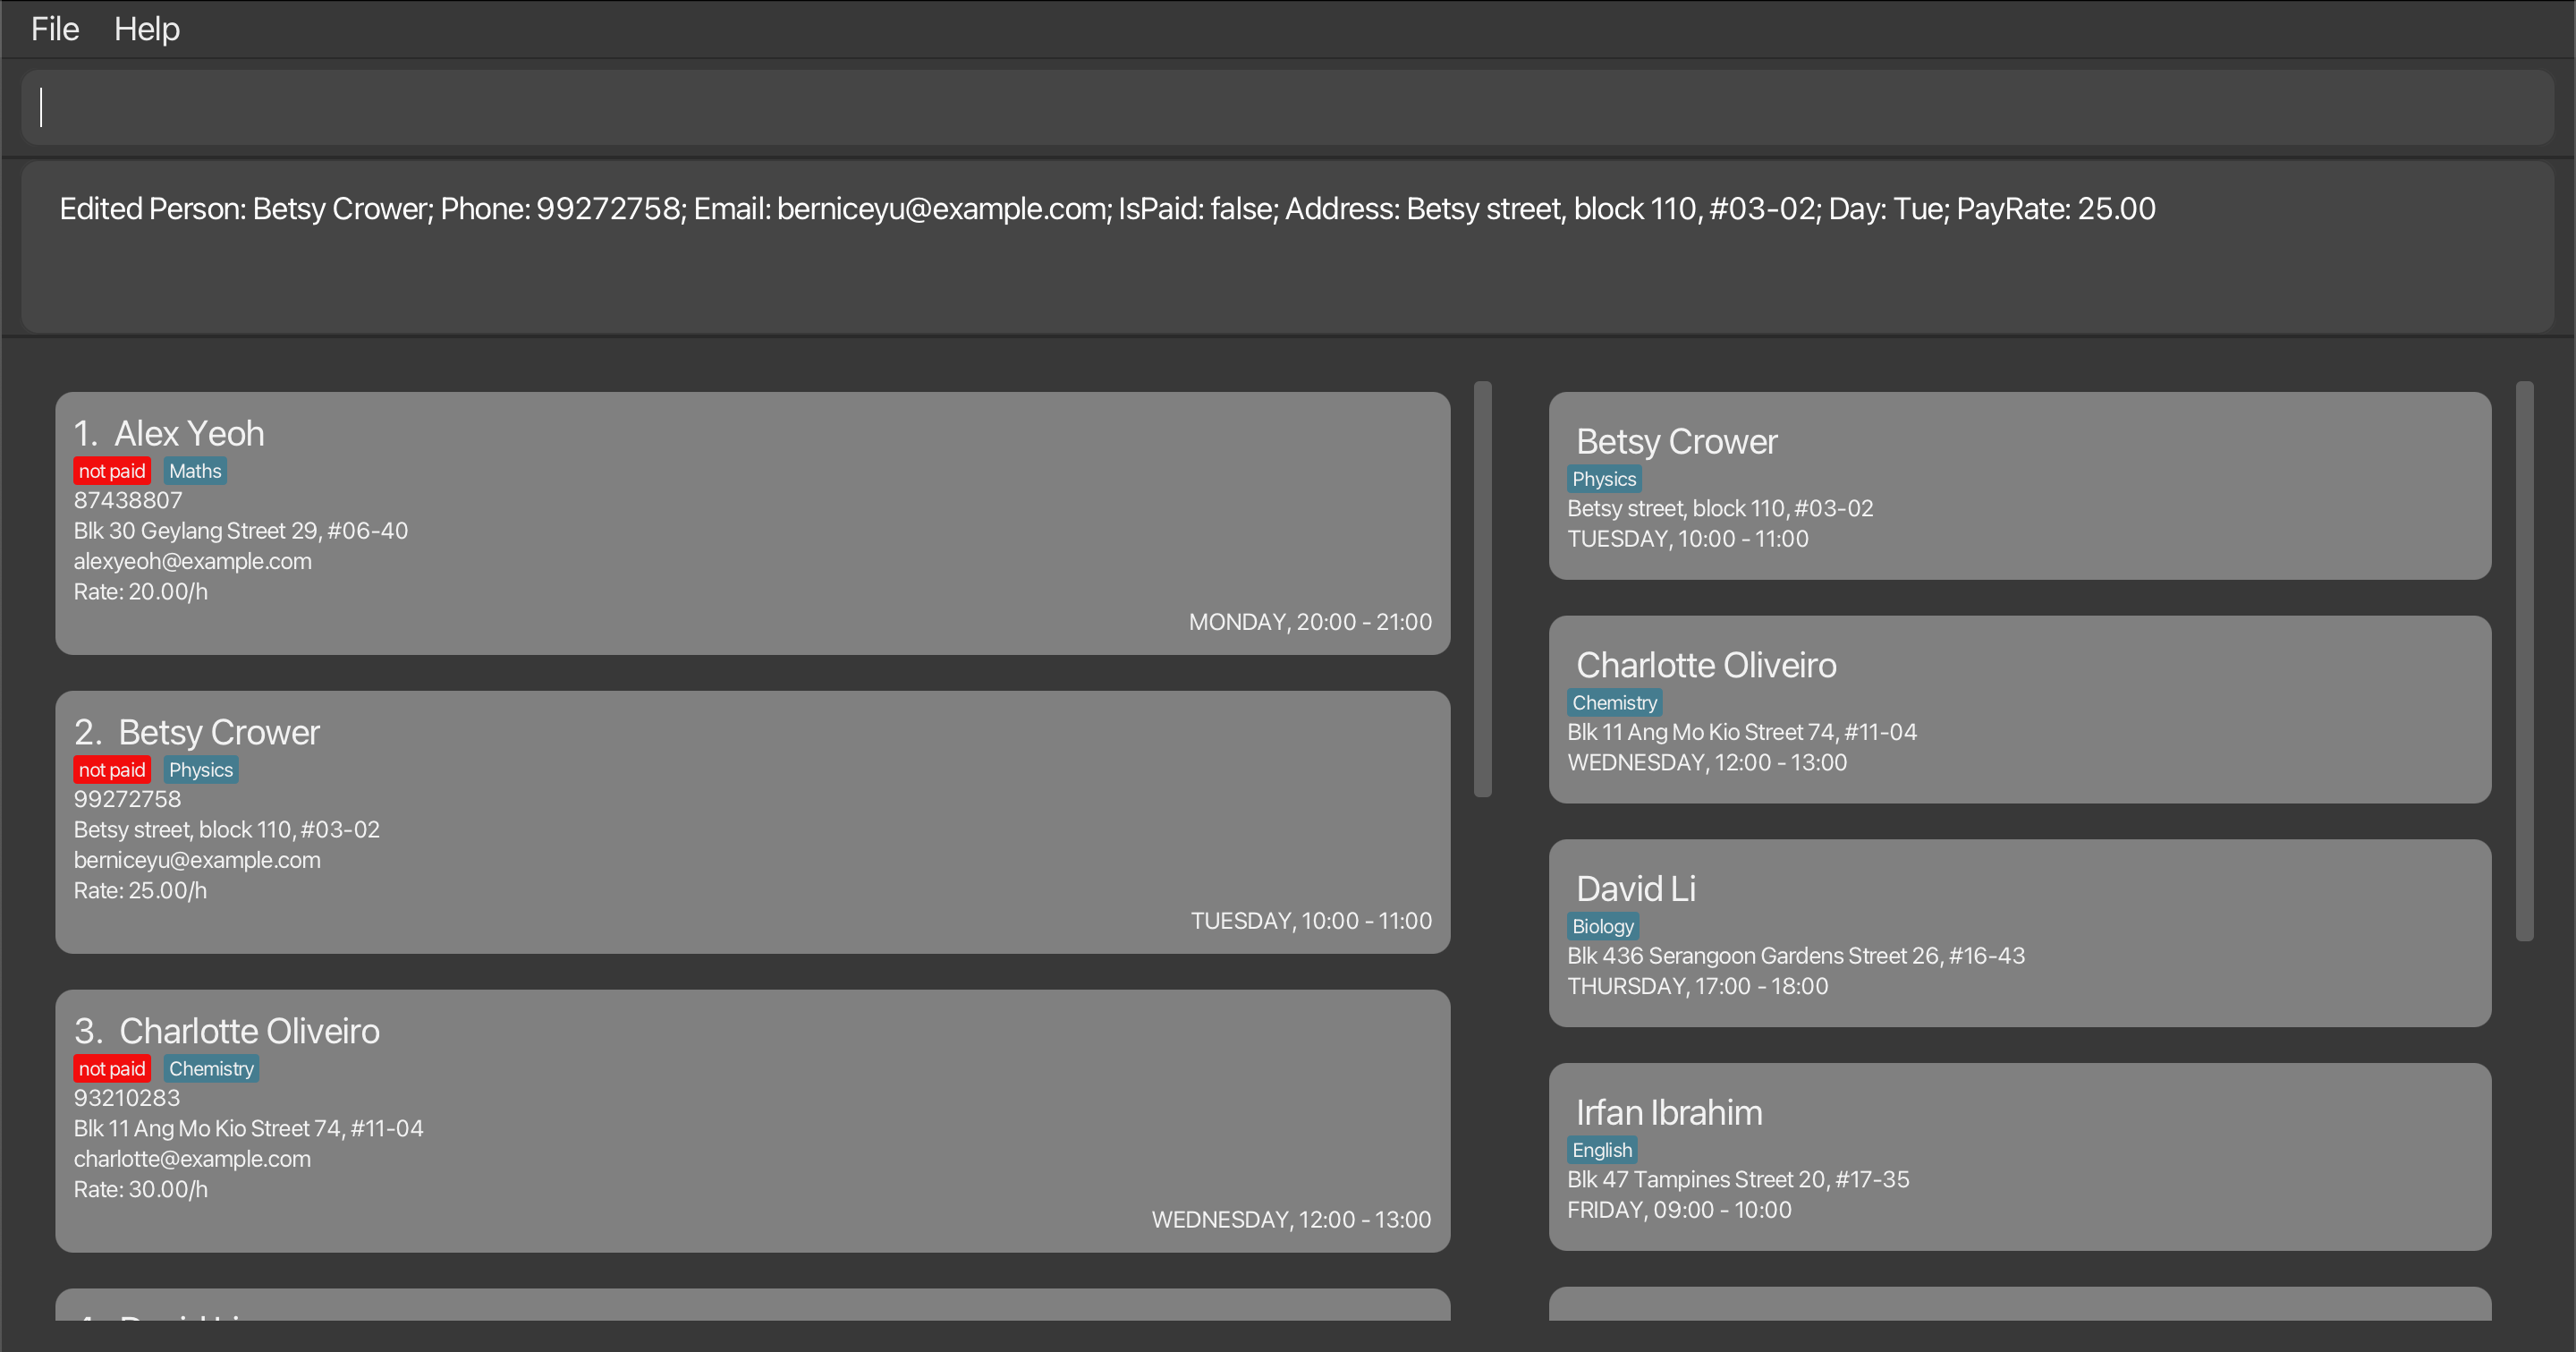 File Help
Edited Person: Betsy Crower; Phone: 99272758; Email: berniceyu@example.com; IsPaid: false; Address: Betsy street, block 110, #03-02; Day: Tue; PayRate: 25.00
1. Alex Yeoh
not paid Maths
87438807
Blk 30 Geylang Street 29, #06-40
alexyeoh@example.com
Rate: 20.00/h
MONDAY, 20:00 - 21:00
2. Betsy Crower
not paid Physics
99272758
Betsy street, block 110, #03-02
berniceyu@example.com
Rate: 25.00/h
TUESDAY, 10:00 - 11:00
3. Charlotte Oliveiro
not paid Chemistry
93210283
Blk 11 Ang Mo Kio Street 74, #11-04
charlotte@example.com
Rate: 30.00/h
WEDNESDAY, 12:00 - 13:00
Betsy Crower
Physics
Betsy street, block 110, #03-02
TUESDAY, 10:00 - 11:00
Charlotte Oliveiro
Chemistry
Blk 11 Ang Mo Kio Street 74, #11-04
WEDNESDAY, 12:00 - 13:00
David Li
Biology
Blk 436 Serangoon Gardens Street 26, #16-43
THURSDAY, 17:00 - 18:00
Irfan Ibrahim
English
Blk 47 Tampines Street 20, #17-35
FRIDAY, 09:00 - 10:00